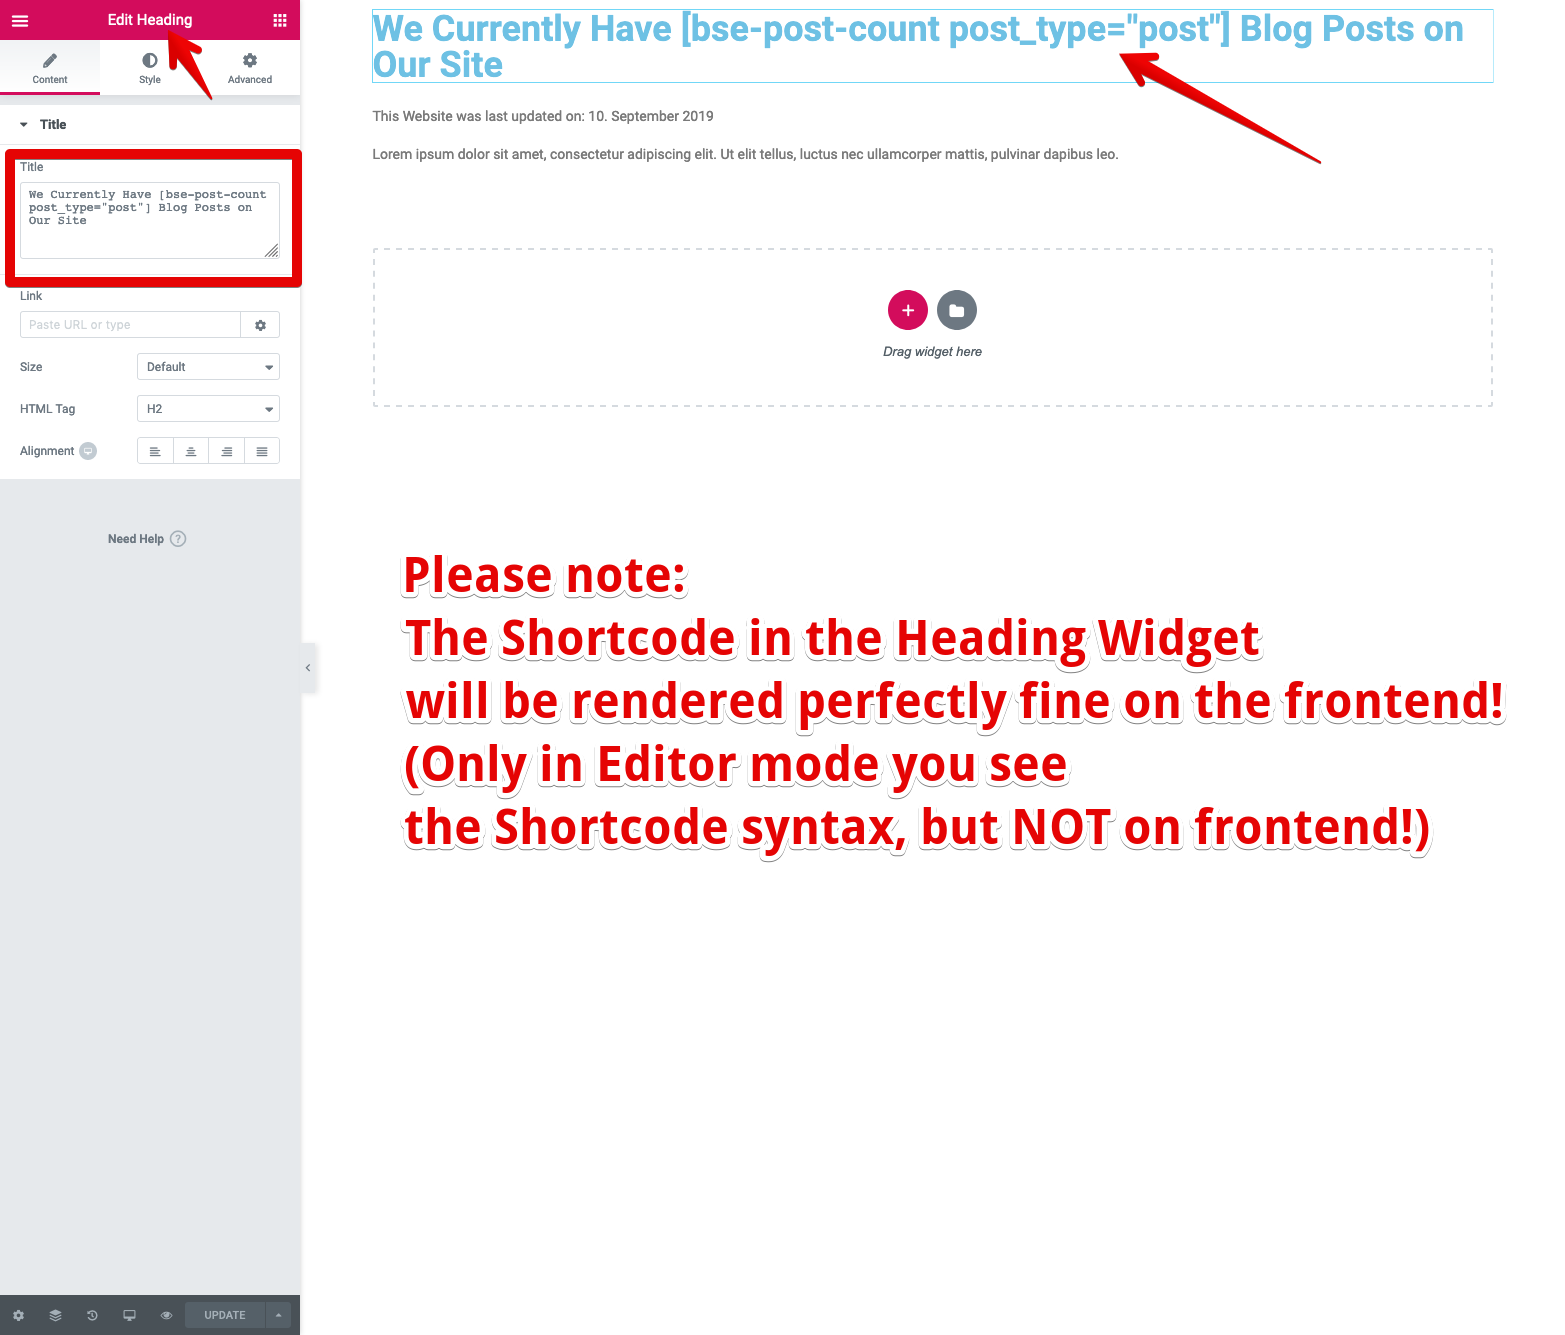 Edit Heading
Content
Style
Advanced
Title
Title
We Currently Have [bse-post-count
post_type="post"] Blog Posts on
Our Site
Link
Paste URL or type
Size
Default
HTML Tag
H2
Alignment
Need Help ?
UPDATE
We Currently Have [bse-post-count post_type="post"] Blog Posts on
Our Site
This Website was last updated on: 10. September 2019
Lorem ipsum dolor sit amet, consectetur adipiscing elit. Ut elit tellus, luctus nec ullamcorper mattis, pulvinar dapibus leo.
Drag widget here
Please note:
The Shortcode in the Heading Widget
will be rendered perfectly fine on the frontend!
(Only in Editor mode you see
the Shortcode syntax, but NOT on frontend!)